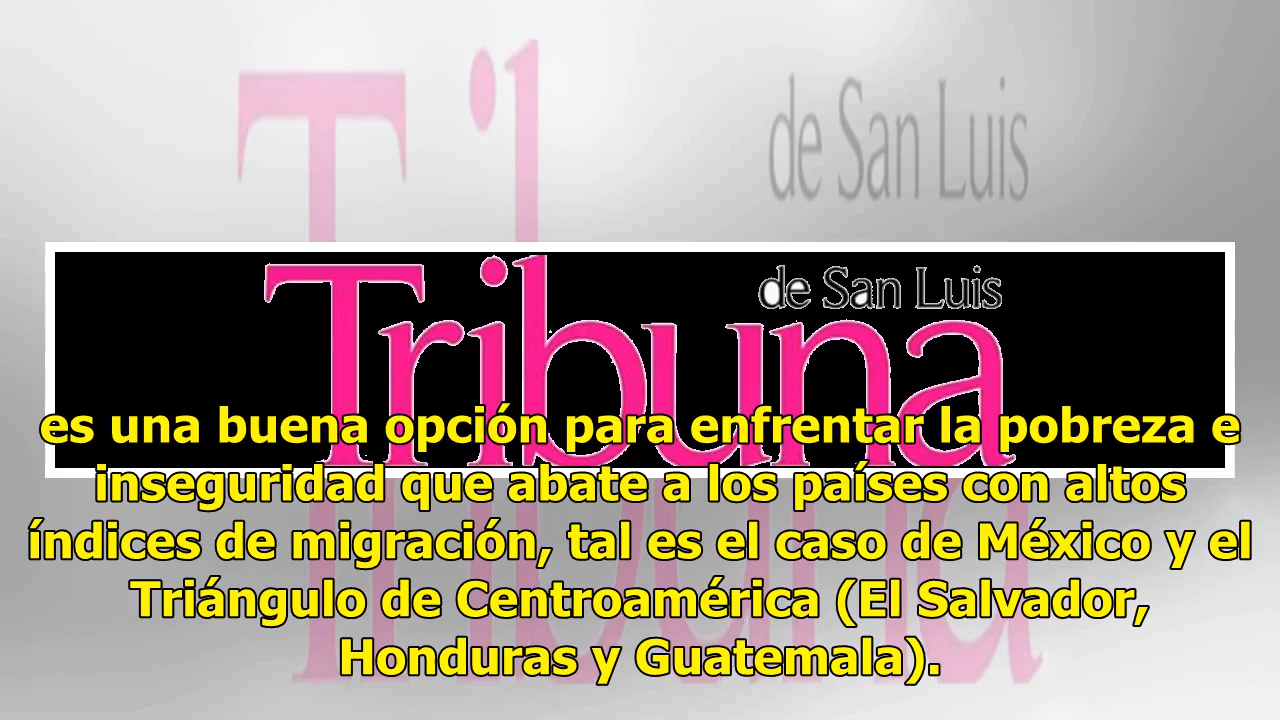 de San Luis
de San Luis
Tribuna
es una buena opción para enfrentar la pobreza e
inseguridad que abate a los países con altos
índices de migración, tal es el caso de México y el
Triángulo de Centroamérica (El Salvador,
Honduras y Guatemala).